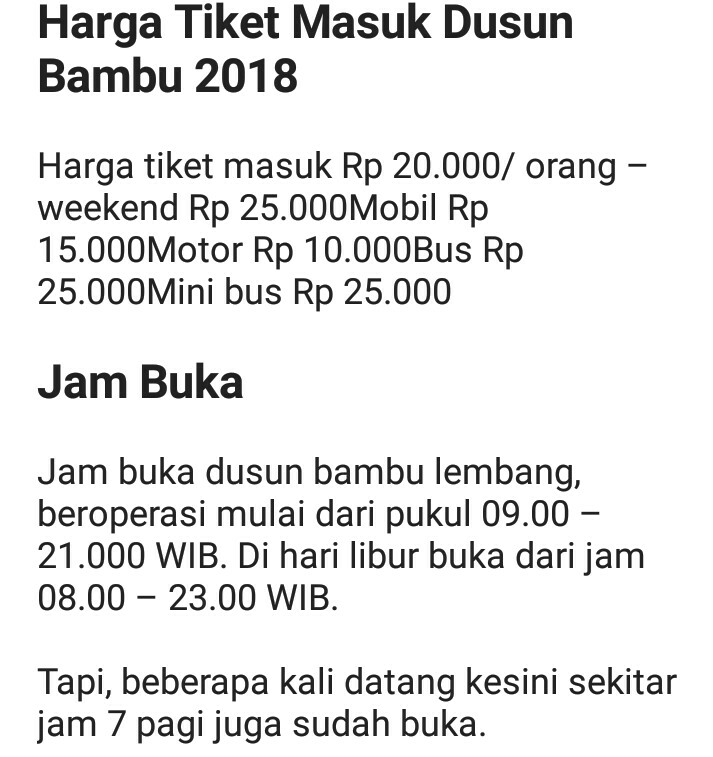 Harga Tiket Masuk Dusun
Bambu 2018
Harga tiket masuk Rp 20.000/ orang –
weekend Rp 25.000Mobil Rp
15.000Motor Rp 10.000Bus Rp
25.000Mini bus Rp 25.000
Jam Buka
Jam buka dusun bambu lembang,
beroperasi mulai dari pukul 09.00 –
21.000 WIB. Di hari libur buka dari jam
08.00 – 23.00 WIB.
Tapi, beberapa kali datang kesini sekitar
jam 7 pagi juga sudah buka.